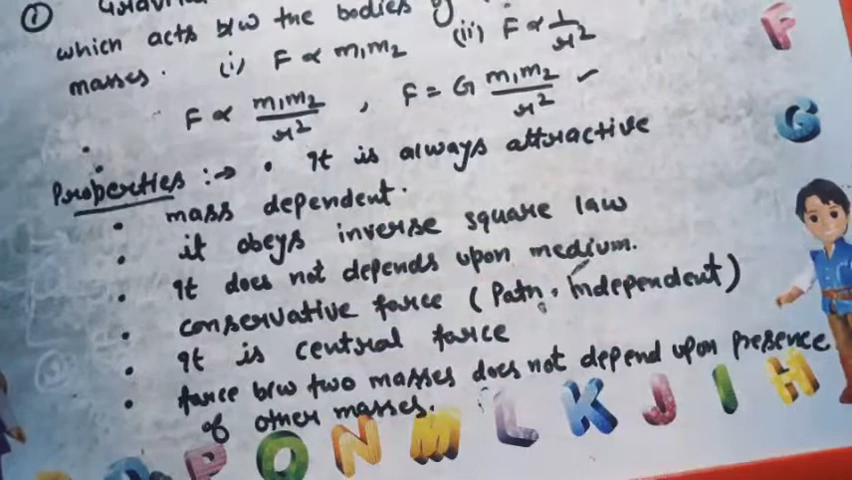 ① Gravita
which acts b/w the bodies of
masses. (i) F ∝ m₁m₂ (ii) F ∝ 1/r²
F ∝ m₁m₂/r² , F = G m₁m₂/r² ✓
Properties :→ • It is always attractive
• mass dependent.
• it obeys inverse square law
• It does not depends upon medium.
• conservative force (Path. Independent)
• It is central force
• force b/w two masses does not depend upon presence
of other masses.
F
G
P O N M L K J I H